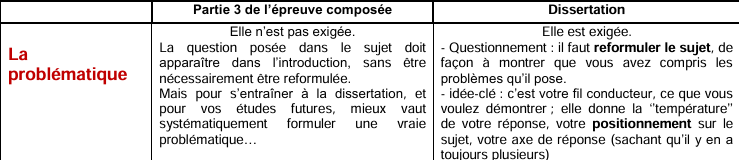 Partie 3 de l'épreuve composée
Dissertation
La
problématique
Elle n'est pas exigée.
La question posée dans le sujet doit
apparaître dans l'introduction, sans être
nécessairement être reformulée.
Mais pour s'entraîner à la dissertation, et
pour vos études futures, mieux vaut
systématiquement formuler une vraie
problématique…
Elle est exigée.
- Questionnement : il faut reformuler le sujet, de
façon à montrer que vous avez compris les
problèmes qu'il pose.
- idée-clé : c'est votre fil conducteur, ce que vous
voulez démontrer ; elle donne la ‘'température’'
de votre réponse, votre positionnement sur le
sujet, votre axe de réponse (sachant qu'il y en a
toujours plusieurs)